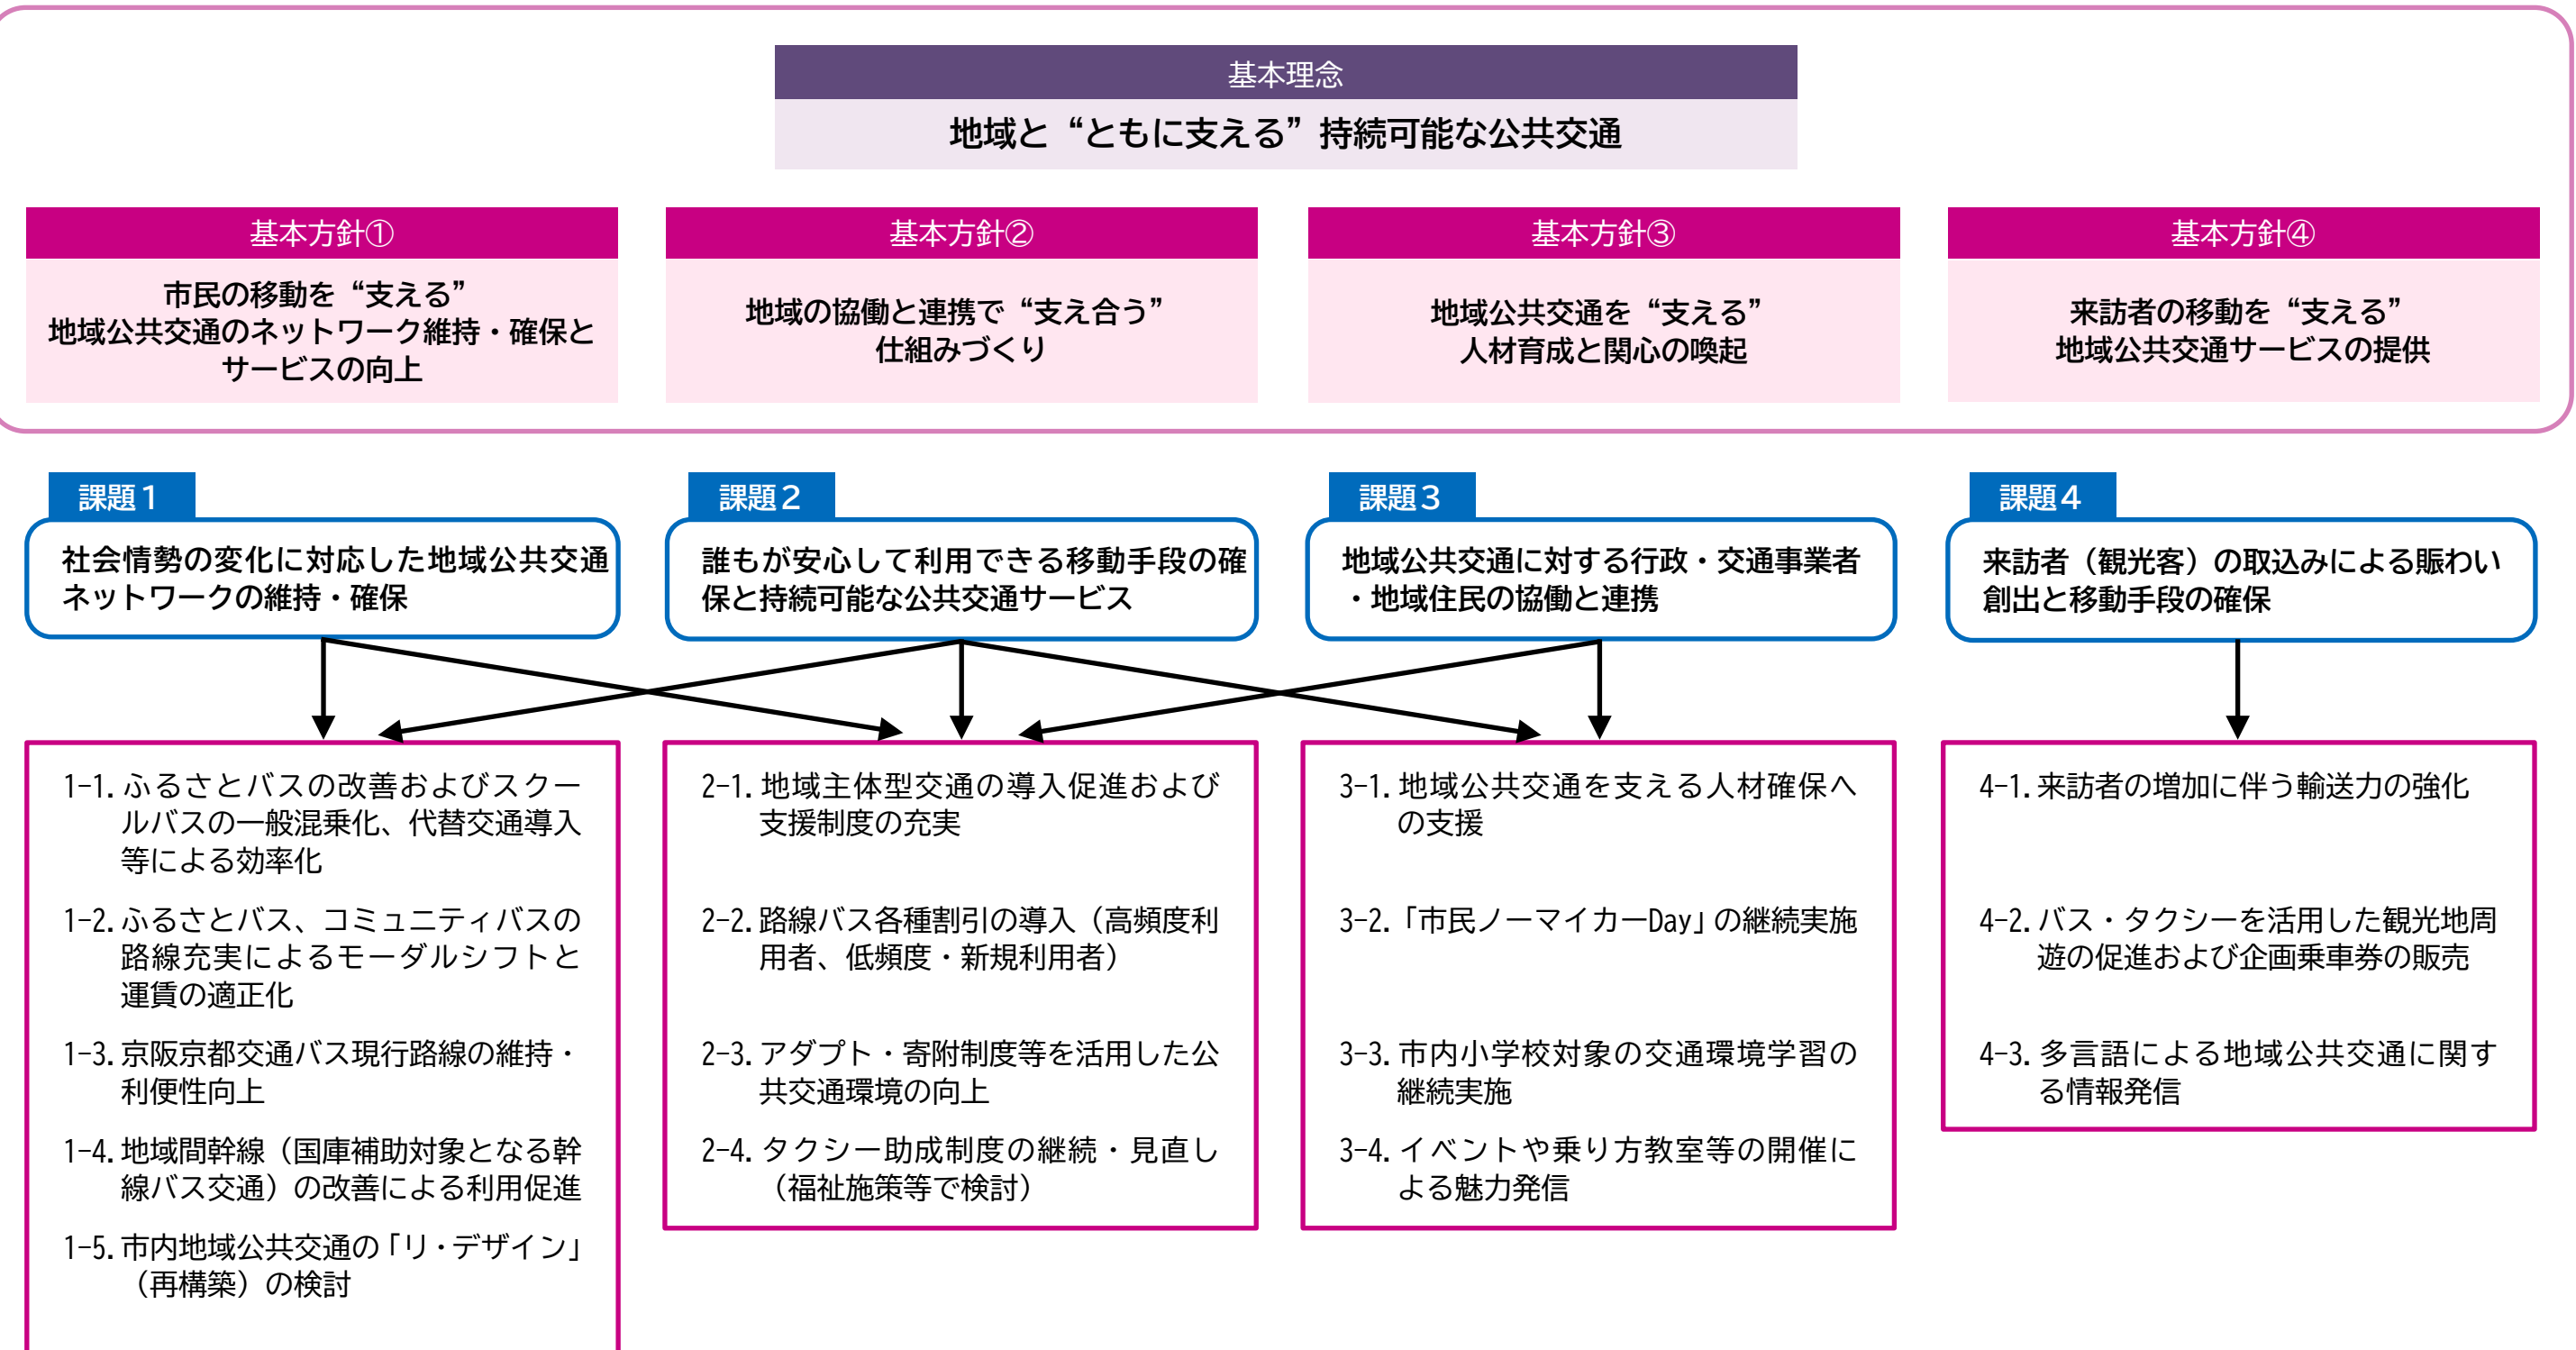 基本理念
地域と“ともに支える”持続可能な公共交通
基本方針①
市民の移動を“支える”
地域公共交通のネットワーク維持・確保と
サービスの向上
基本方針②
地域の協働と連携で“支え合う”
仕組みづくり
基本方針③
地域公共交通を“支える”
人材育成と関心の喚起
基本方針④
来訪者の移動を“支える”
地域公共交通サービスの提供
課題１
社会情勢の変化に対応した地域公共交通
ネットワークの維持・確保
課題２
誰もが安心して利用できる移動手段の確
保と持続可能な公共交通サービス
課題３
地域公共交通に対する行政・交通事業者
・地域住民の協働と連携
課題４
来訪者（観光客）の取込みによる賑わい
創出と移動手段の確保
1-1. ふるさとバスの改善およびスクー
ルバスの一般混乗化、代替交通導入
等による効率化
1-2. ふるさとバス、コミュニティバスの
路線充実によるモーダルシフトと
運賃の適正化
1-3. 京阪京都交通バス現行路線の維持・
利便性向上
1-4. 地域間幹線（国庫補助対象となる幹
線バス交通）の改善による利用促進
1-5. 市内地域公共交通の「リ・デザイン」
（再構築）の検討
2-1. 地域主体型交通の導入促進および
支援制度の充実
2-2. 路線バス各種割引の導入（高頻度利
用者、低頻度・新規利用者）
2-3. アダプト・寄附制度等を活用した公
共交通環境の向上
2-4. タクシー助成制度の継続・見直し
（福祉施策等で検討）
3-1. 地域公共交通を支える人材確保へ
の支援
3-2. 「市民ノーマイカーDay」の継続実施
3-3. 市内小学校対象の交通環境学習の
継続実施
3-4. イベントや乗り方教室等の開催に
よる魅力発信
4-1. 来訪者の増加に伴う輸送力の強化
4-2. バス・タクシーを活用した観光地周
遊の促進および企画乗車券の販売
4-3. 多言語による地域公共交通に関す
る情報発信